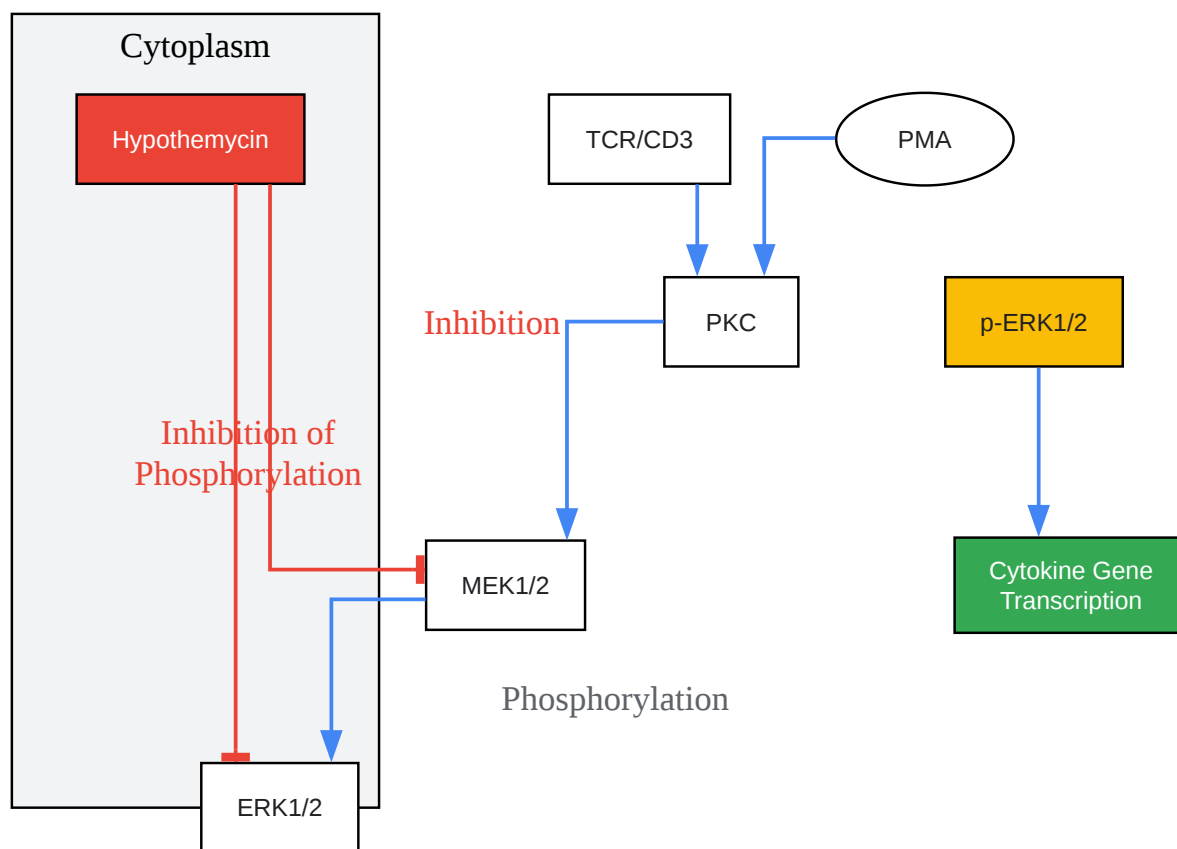 Cytoplasm
Hypothemycin
TCR/CD3
PMA
Inhibition
PKC
p-ERK1/2
Inhibition of
Phosphorylation
MEK1/2
Cytokine Gene
Transcription
Phosphorylation
ERK1/2